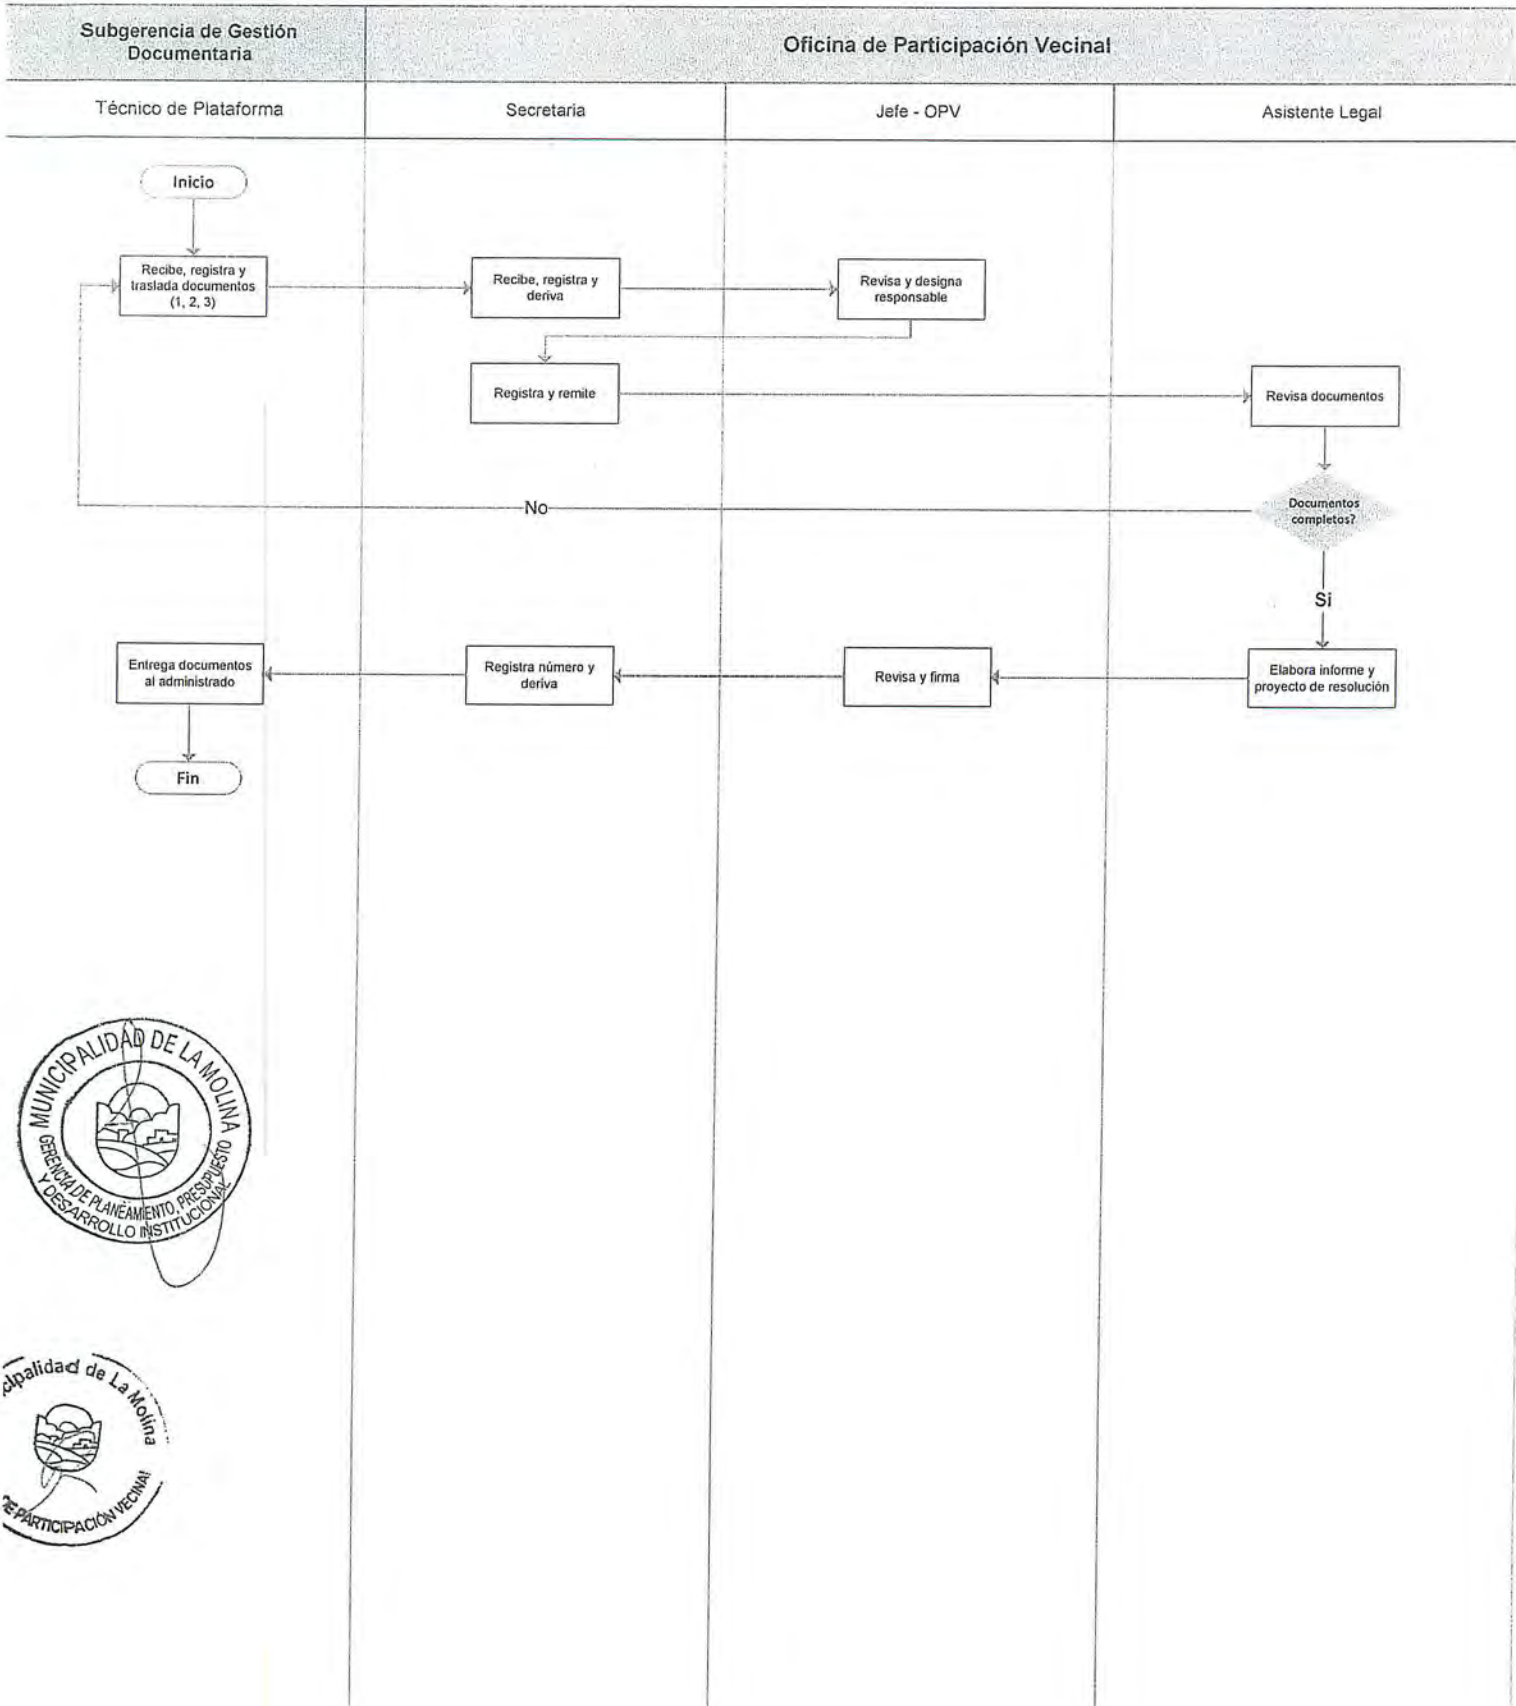 Subgerencia de Gestión
Documentaria
Oficina de Participación Vecinal
Técnico de Plataforma
Secretaria
Jefe - OPV
Asistente Legal
Inicio
Recibe, registra y
traslada documentos
(1, 2, 3)
Recibe, registra y
deriva
Revisa y designa
responsable
Registra y remite
Revisa documentos
No
Documentos
completos?
Si
Entrega documentos
al administrado
Registra número y
deriva
Revisa y firma
Elabora informe y
proyecto de resolución
Fin
MUNICIPALIDAD DE LA MOLINA
GERENCIA DE PLANEAMIENTO, PRESUPUESTO
Y DESARROLLO INSTITUCIONAL
cipalidad de La Molina
DE PARTICIPACIÓN VECINAL